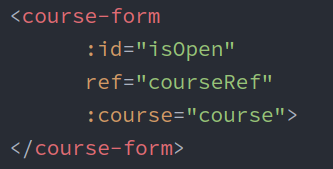 <course-form
:id="isOpen"
ref="courseRef"
:course="course">
</course-form>